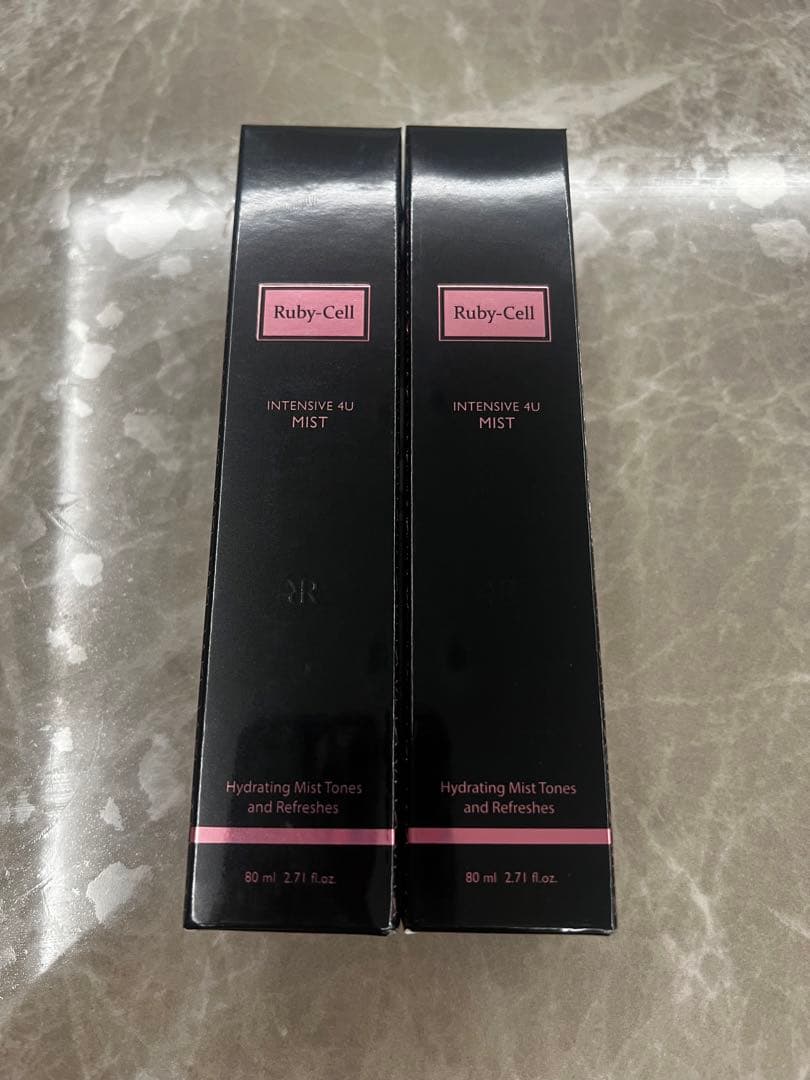 Ruby-Cell
INTENSIVE 4U
MIST
Hydrating Mist Tones
and Refreshes
80 ml 2.71 fl.oz.
Ruby-Cell
INTENSIVE 4U
MIST
Hydrating Mist Tones
and Refreshes
80 ml 2.71 fl.oz.